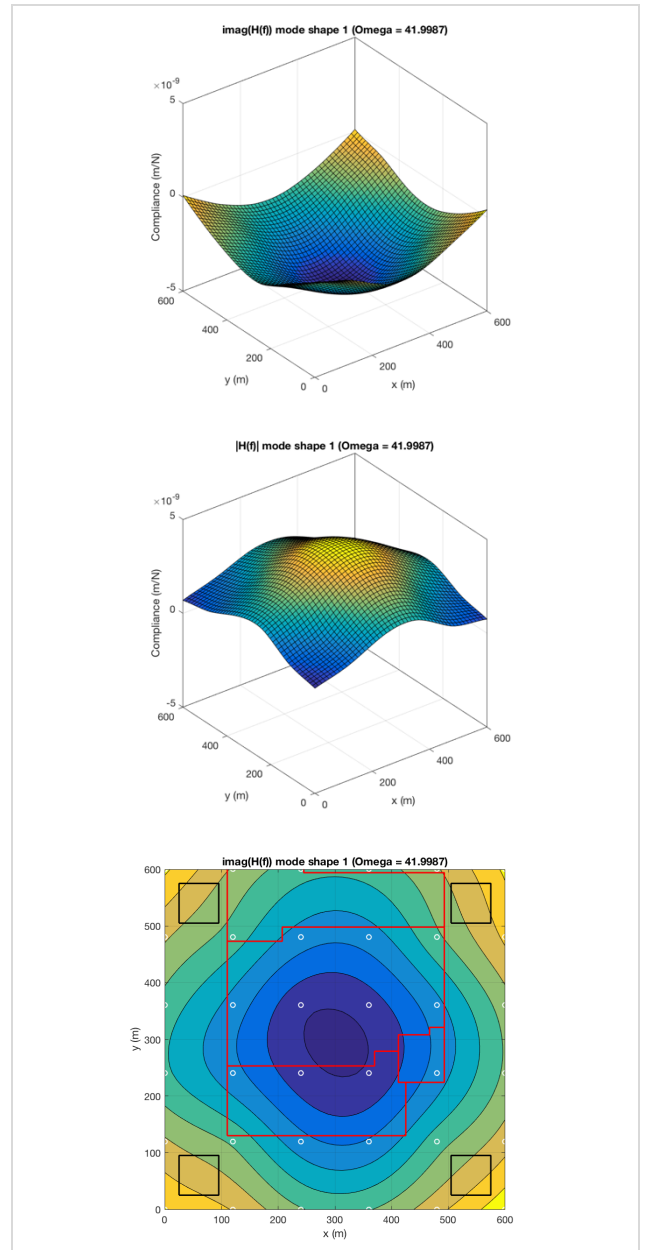 imag(H(f)) mode shape 1 (Omega = 41.9987)
×10⁻⁹
5
0
-5
Compliance (m/N)
600
400
200
0
y (m)
0
200
400
600
x (m)
|H(f)| mode shape 1 (Omega = 41.9987)
×10⁻⁹
5
0
-5
Compliance (m/N)
600
400
200
0
y (m)
0
200
400
600
x (m)
imag(H(f)) mode shape 1 (Omega = 41.9987)
600
500
400
300
200
100
0
y (m)
0 100 200 300 400 500 600
x (m)